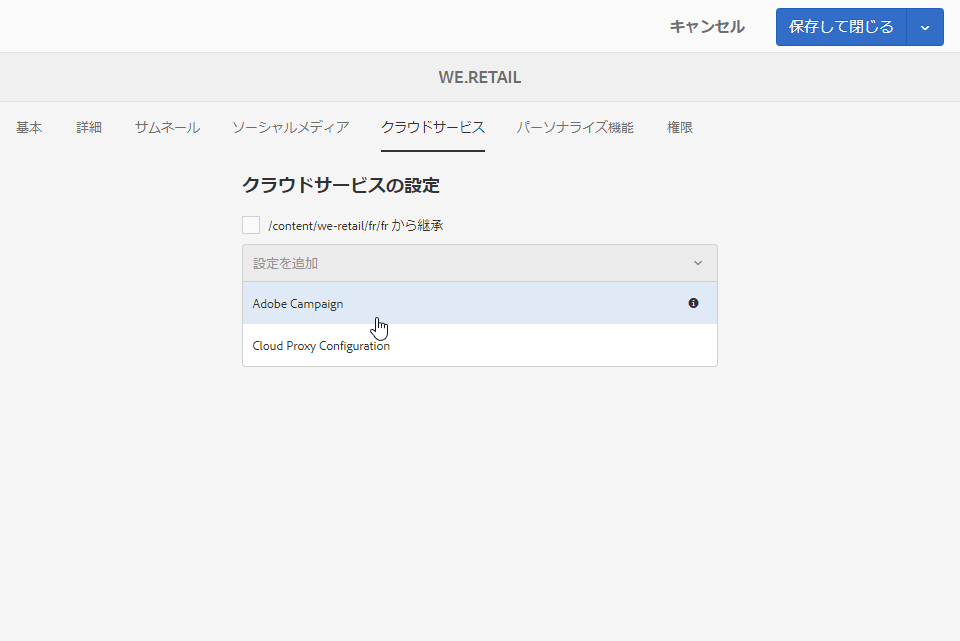 キャンセル 保存して閉じる
WE.RETAIL
基本 詳細 サムネール ソーシャルメディア クラウドサービス パーソナライズ機能 権限
クラウドサービスの設定
/content/we-retail/fr/fr から継承
設定を追加
Adobe Campaign
Cloud Proxy Configuration